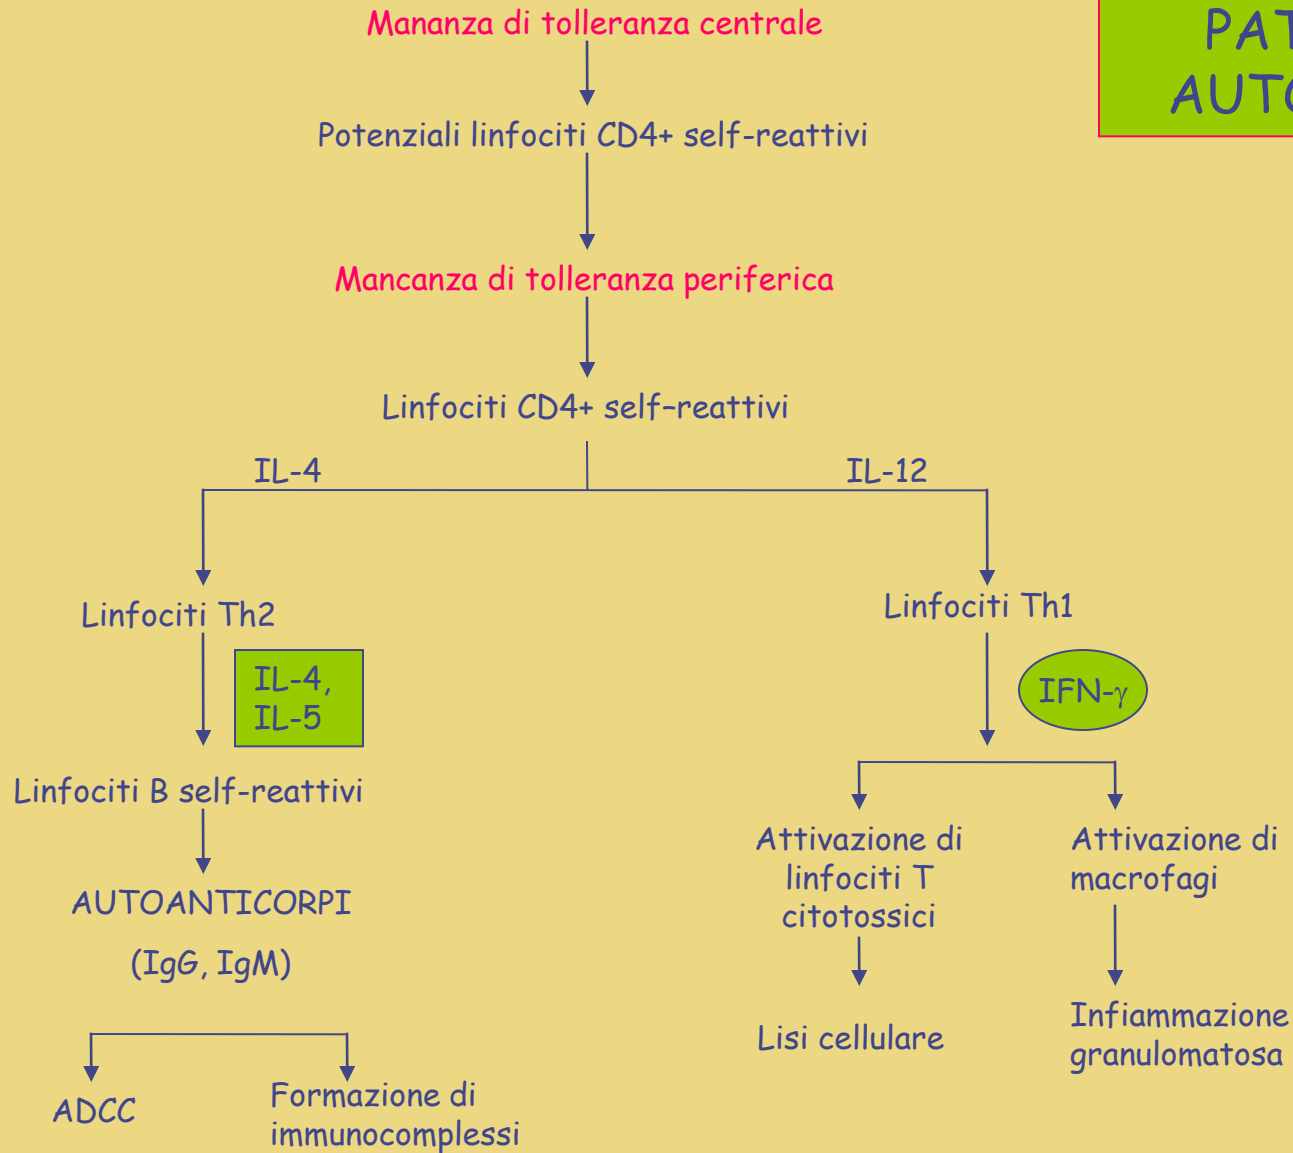 Mananza di tolleranza centrale
PAT
AUTO
Potenziali linfociti CD4+ self-reattivi
Mancanza di tolleranza periferica
Linfociti CD4+ self-reattivi
IL-4
IL-12
Linfociti Th2
IL-4,
IL-5
Linfociti B self-reattivi
AUTOANTICORPI
(IgG, IgM)
ADCC
Formazione di
immunocomplessi
Linfociti Th1
IFN-γ
Attivazione di
linfociti T
citotossici
Lisi cellulare
Attivazione di
macrofagi
Infiammazione
granulomatosa